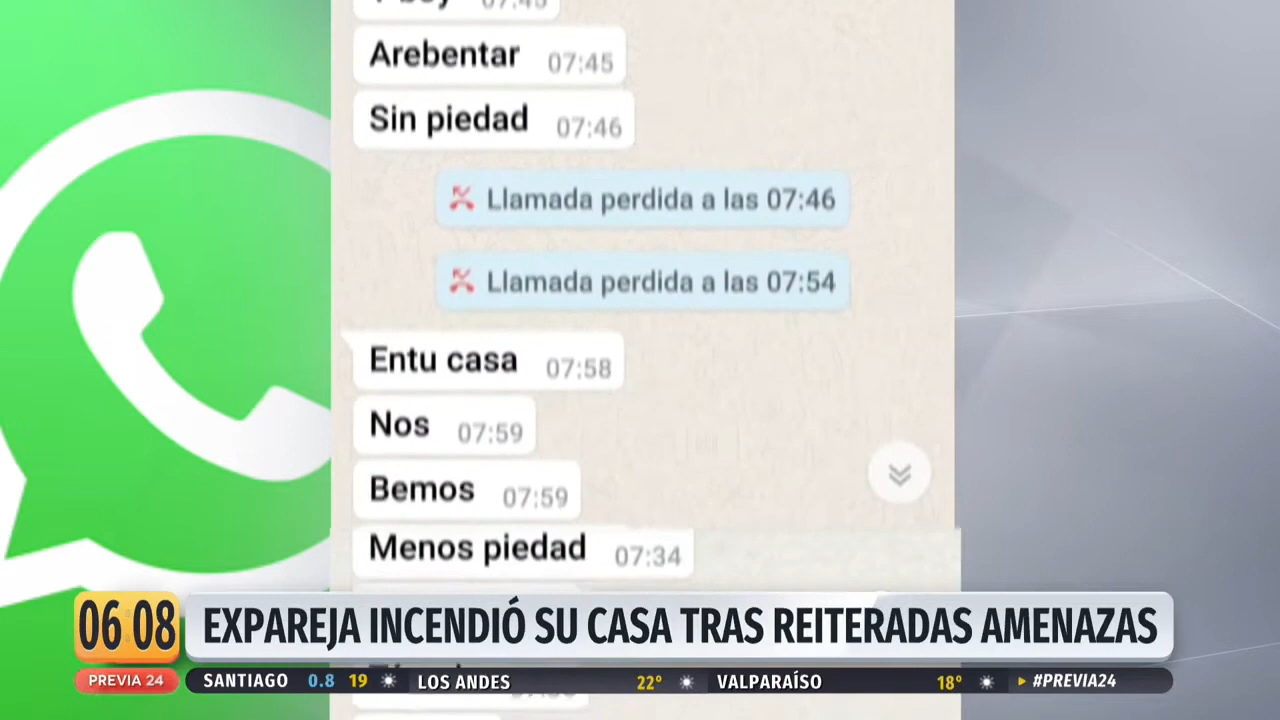 07:45
Arebentar 07:45
Sin piedad 07:46
Llamada perdida a las 07:46
Llamada perdida a las 07:54
Entu casa 07:58
Nos 07:59
Bemos 07:59
Menos piedad 07:34
06:08 EXPAREJA INCENDIÓ SU CASA TRAS REITERADAS AMENAZAS
PREVIA 24 SANTIAGO 0.8 19 LOS ANDES 22° VALPARAÍSO 18° #PREVIA24